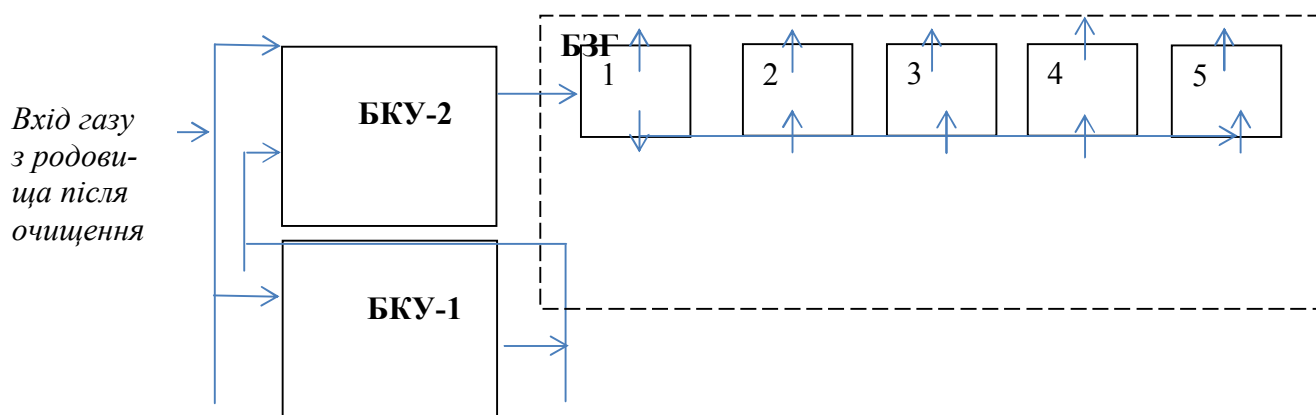 БЗГ
1
2
3
4
5
БКУ-2
Вхід газу
з родови-
ща після
очищення
БКУ-1